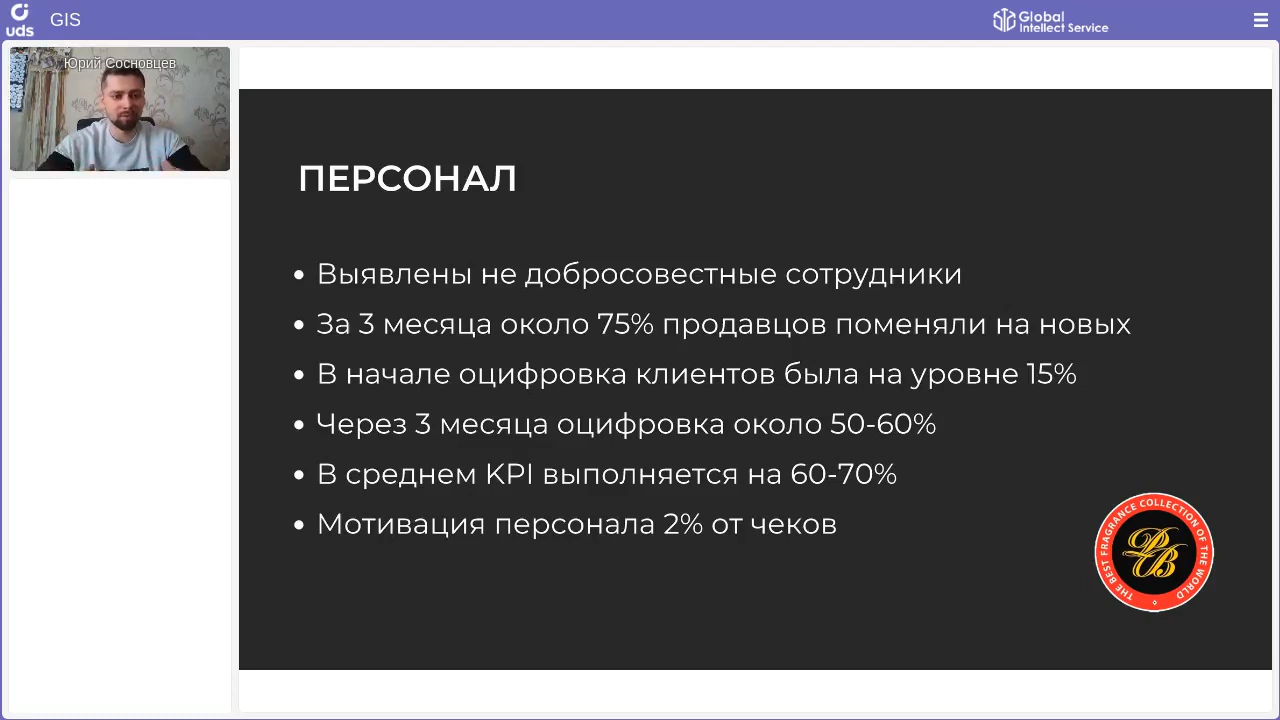 uds
GIS
Global
Intellect Service
Юрий Сосновцев
ПЕРСОНАЛ
• Выявлены не добросовестные сотрудники
• За 3 месяца около 75% продавцов поменяли на новых
• В начале оцифровка клиентов была на уровне 15%
• Через 3 месяца оцифровка около 50-60%
• В среднем KPI выполняется на 60-70%
• Мотивация персонала 2% от чеков
THE BEST FRAGRANCE COLLECTION OF THE WORLD
PB